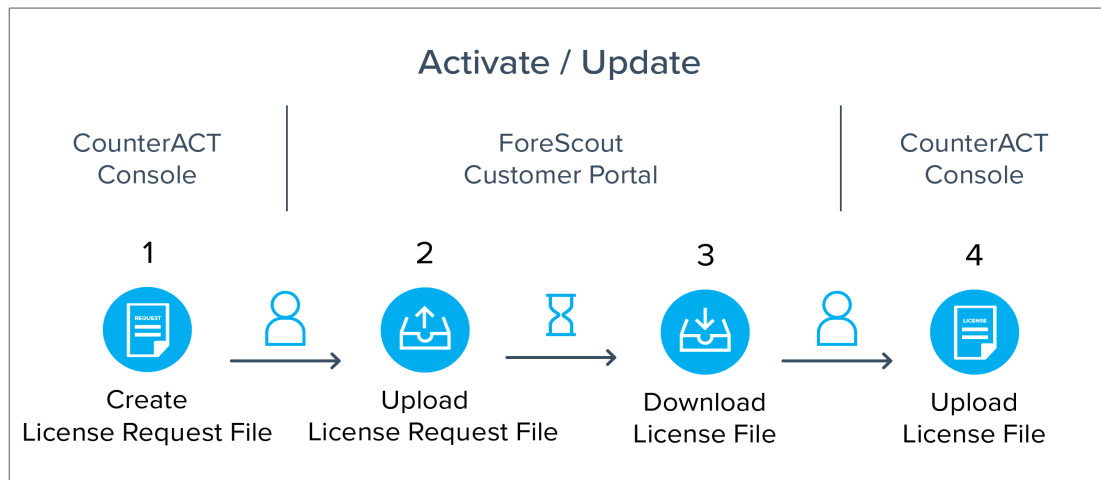 Activate / Update
CounterACT
Console
ForeScout
Customer Portal
CounterACT
Console
1
2
3
4
REQUEST
LICENSE
Create
License Request File
Upload
License Request File
Download
License File
Upload
License File